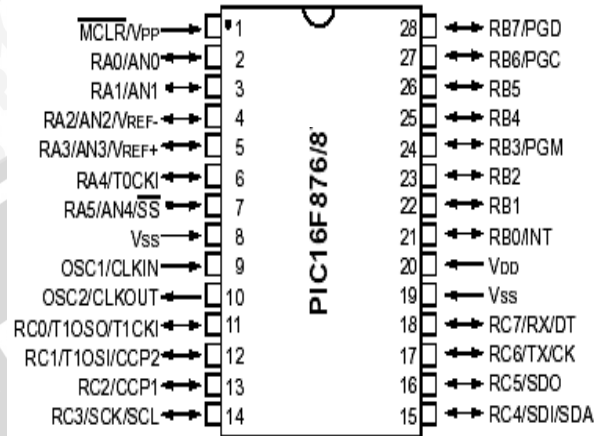 MCLR/VPP 1 28 RB7/PGD
RA0/AN0 2 27 RB6/PGC
RA1/AN1 3 26 RB5
RA2/AN2/VREF- 4 25 RB4
RA3/AN3/VREF+ 5 24 RB3/PGM
RA4/T0CKI 6 23 RB2
RA5/AN4/SS 7 22 RB1
VSS 8 21 RB0/INT
OSC1/CLKIN 9 20 VDD
OSC2/CLKOUT 10 19 VSS
RC0/T1OSO/T1CKI 11 18 RC7/RX/DT
RC1/T1OSI/CCP2 12 17 RC6/TX/CK
RC2/CCP1 13 16 RC5/SDO
RC3/SCK/SCL 14 15 RC4/SDI/SDA
PIC16F876/8